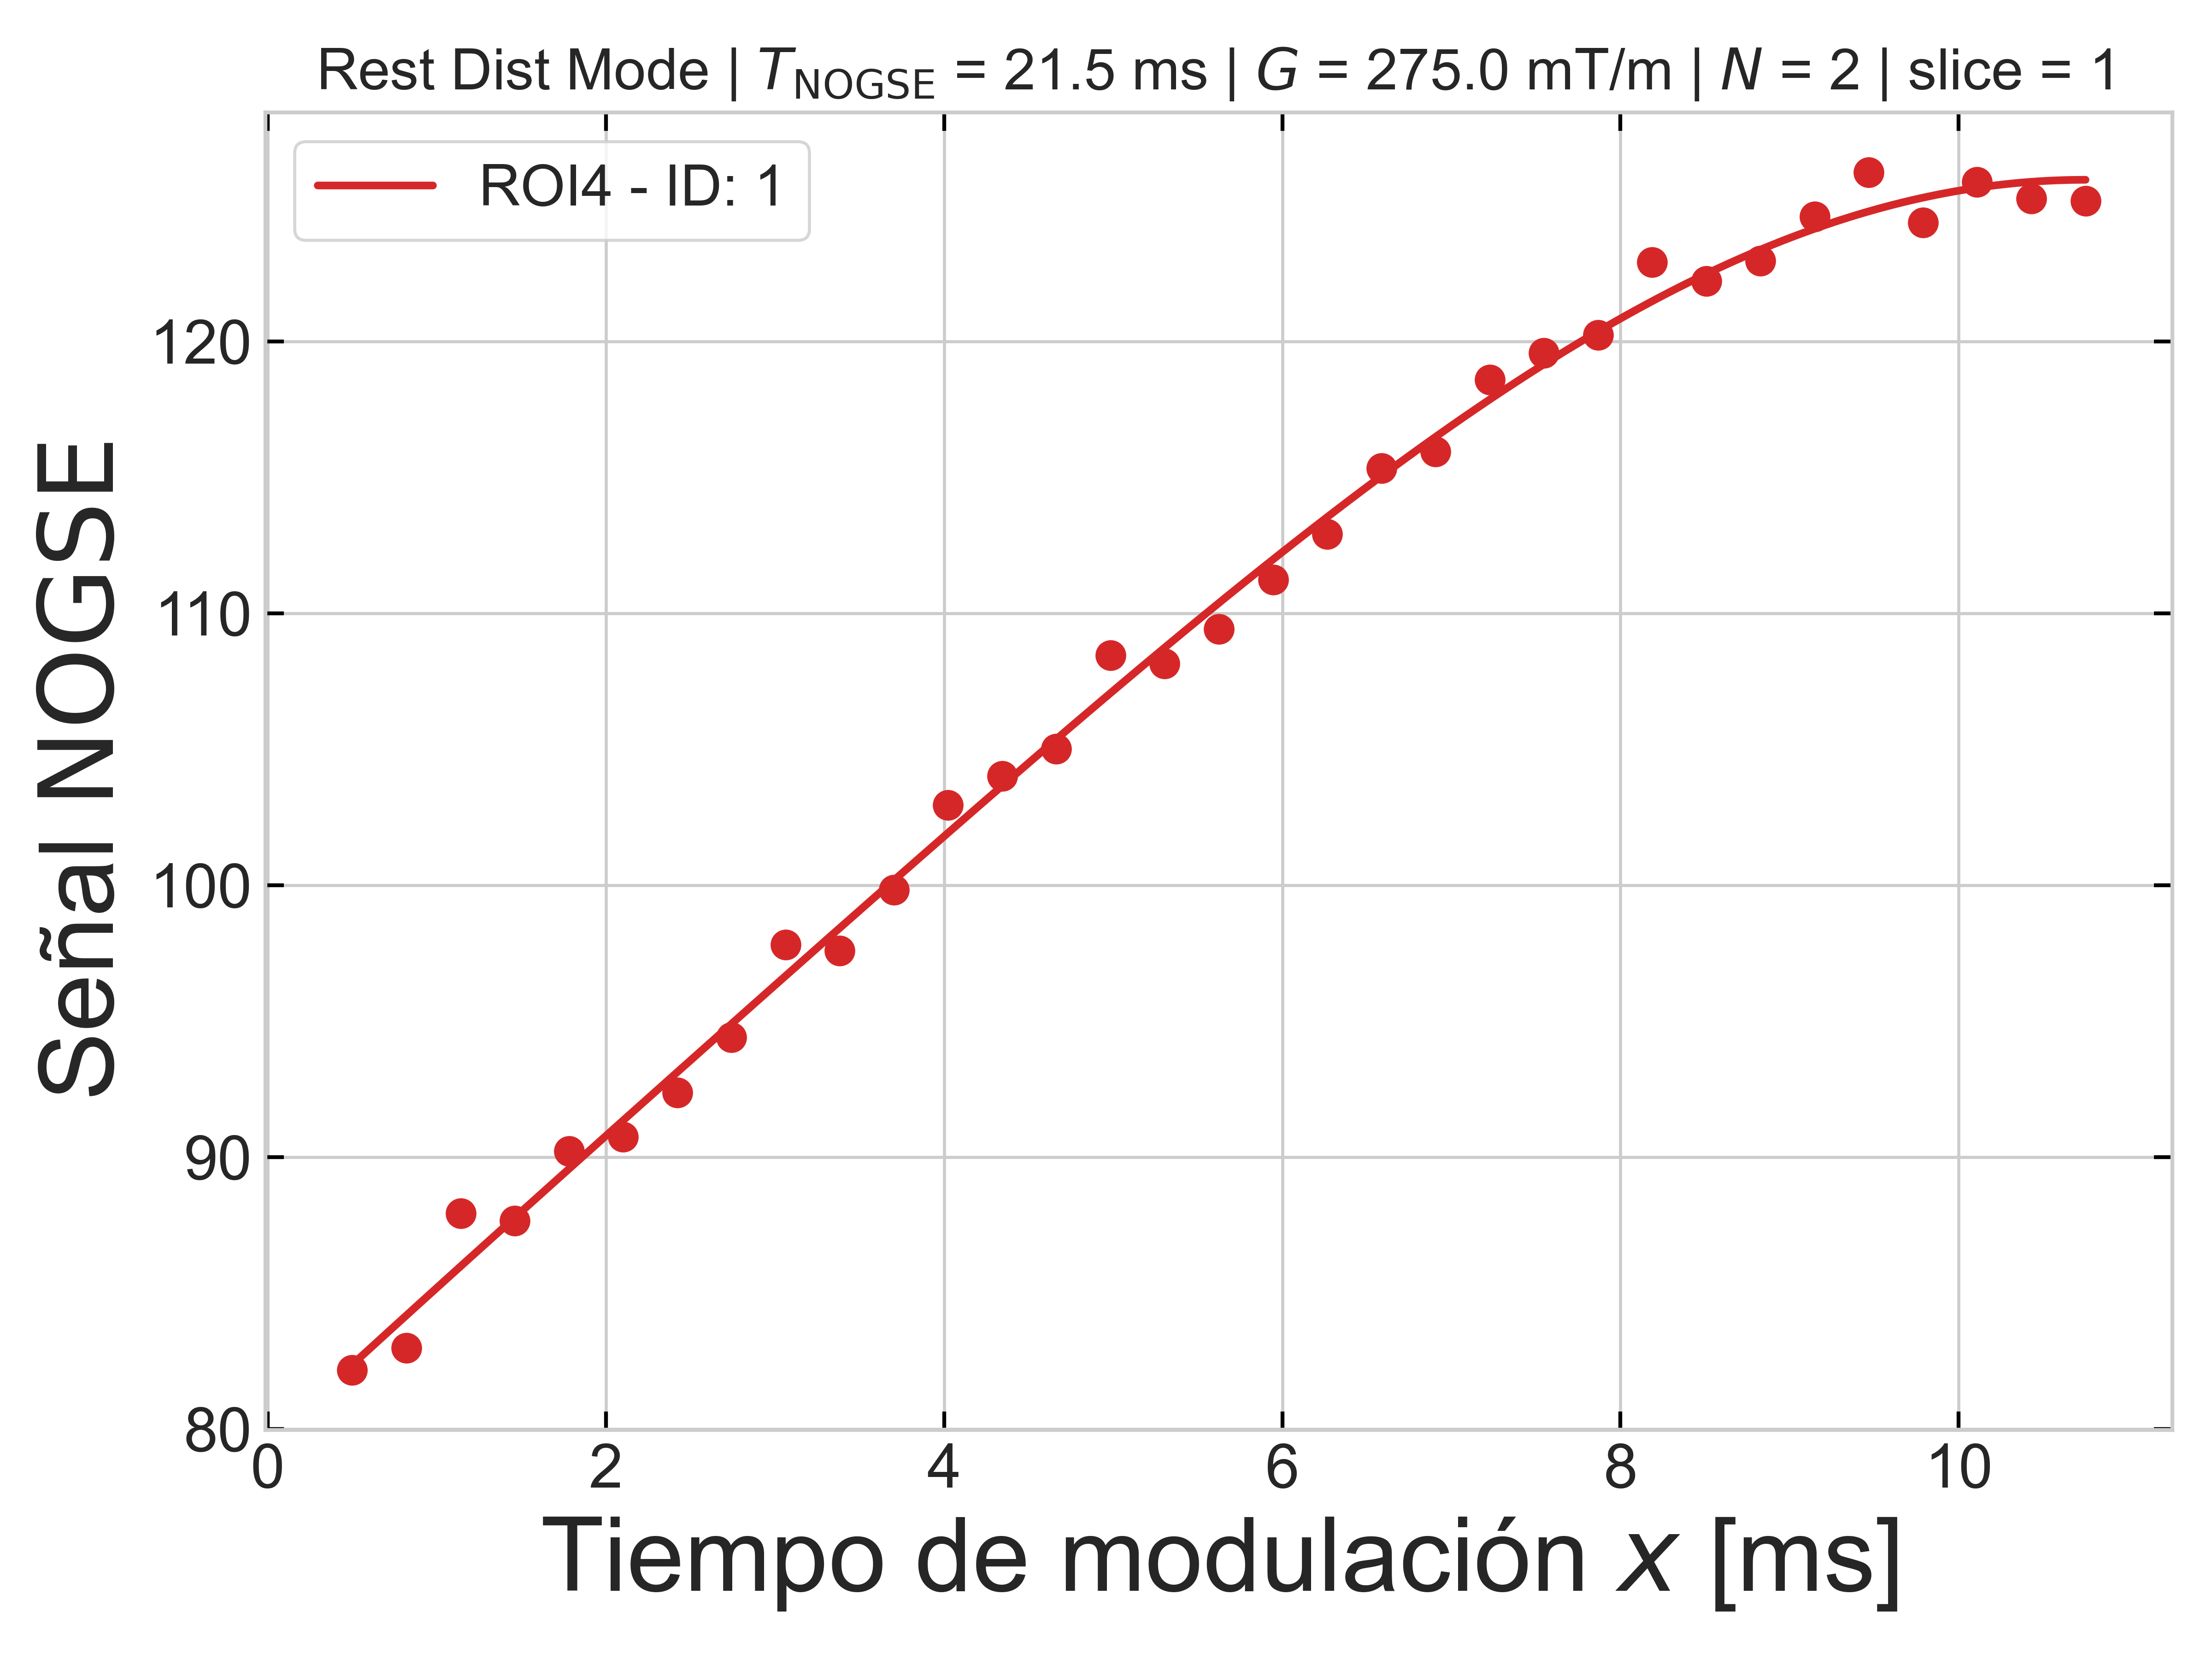 Rest Dist Mode | T_NOGSE = 21.5 ms | G = 275.0 mT/m | N = 2 | slice = 1
ROI4 - ID: 1
Señal NOGSE
120
110
100
90
80
0 2 4 6 8 10
Tiempo de modulación x [ms]